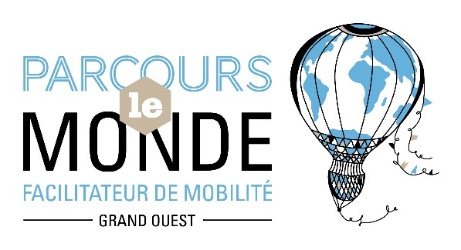 PARCOURS
le
MONDE
FACILITATEUR DE MOBILITÉ
GRAND OUEST